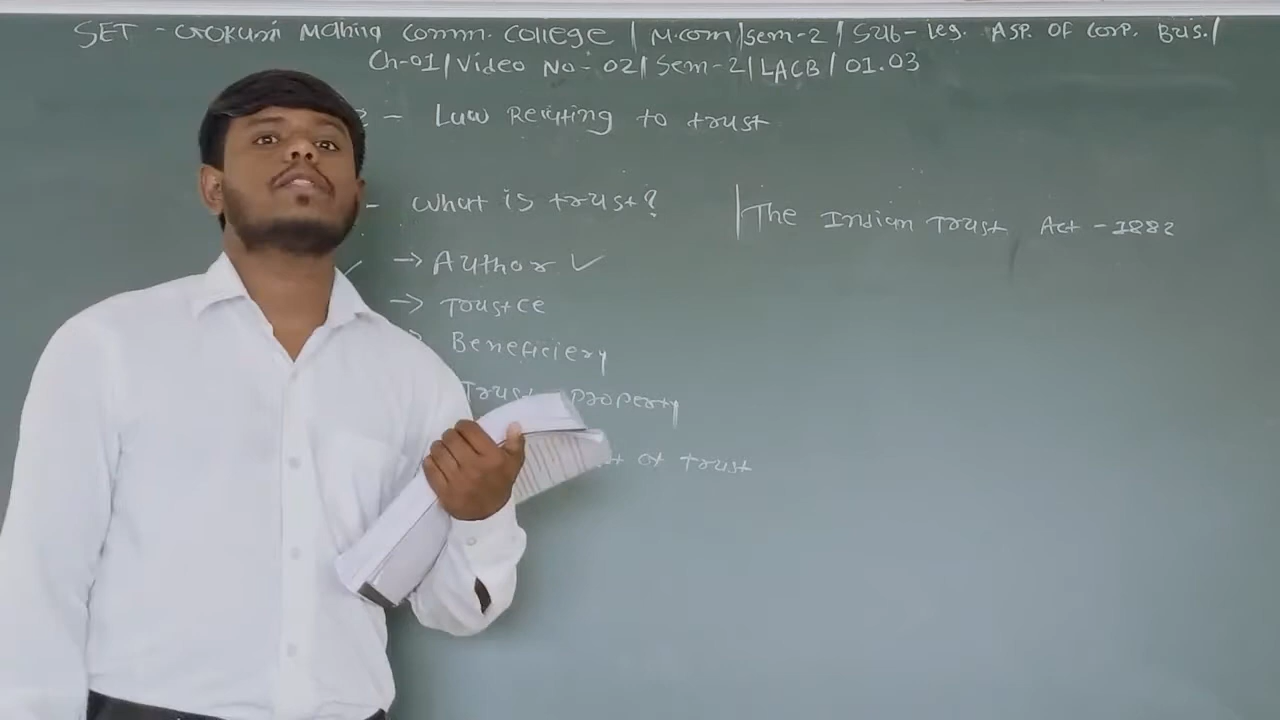 SET - Gokuni Mahila Comm. College | M.com | sem-2 | Sub- Leg. Asp. Of Corp. Bus. |
Ch-01 | Video No - 02 | Sem-2 | LACB | 01.03
- Law Relating to trust
- What is trust?
| The Indian Trust Act - 1882
→ Author ✓
→ Trustee
Beneficiery
Trust Property
of trust